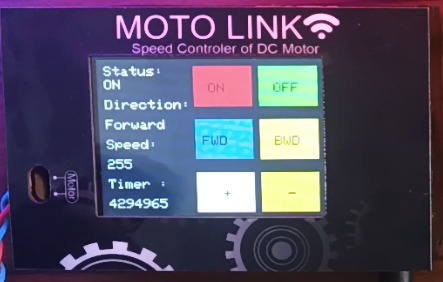 MOTO LINK
Speed Controler of DC Motor
Status:
ON
Direction:
Forward
Speed:
255
Timer :
4294965
ON
OFF
FWD
BWD
+
-
Motor